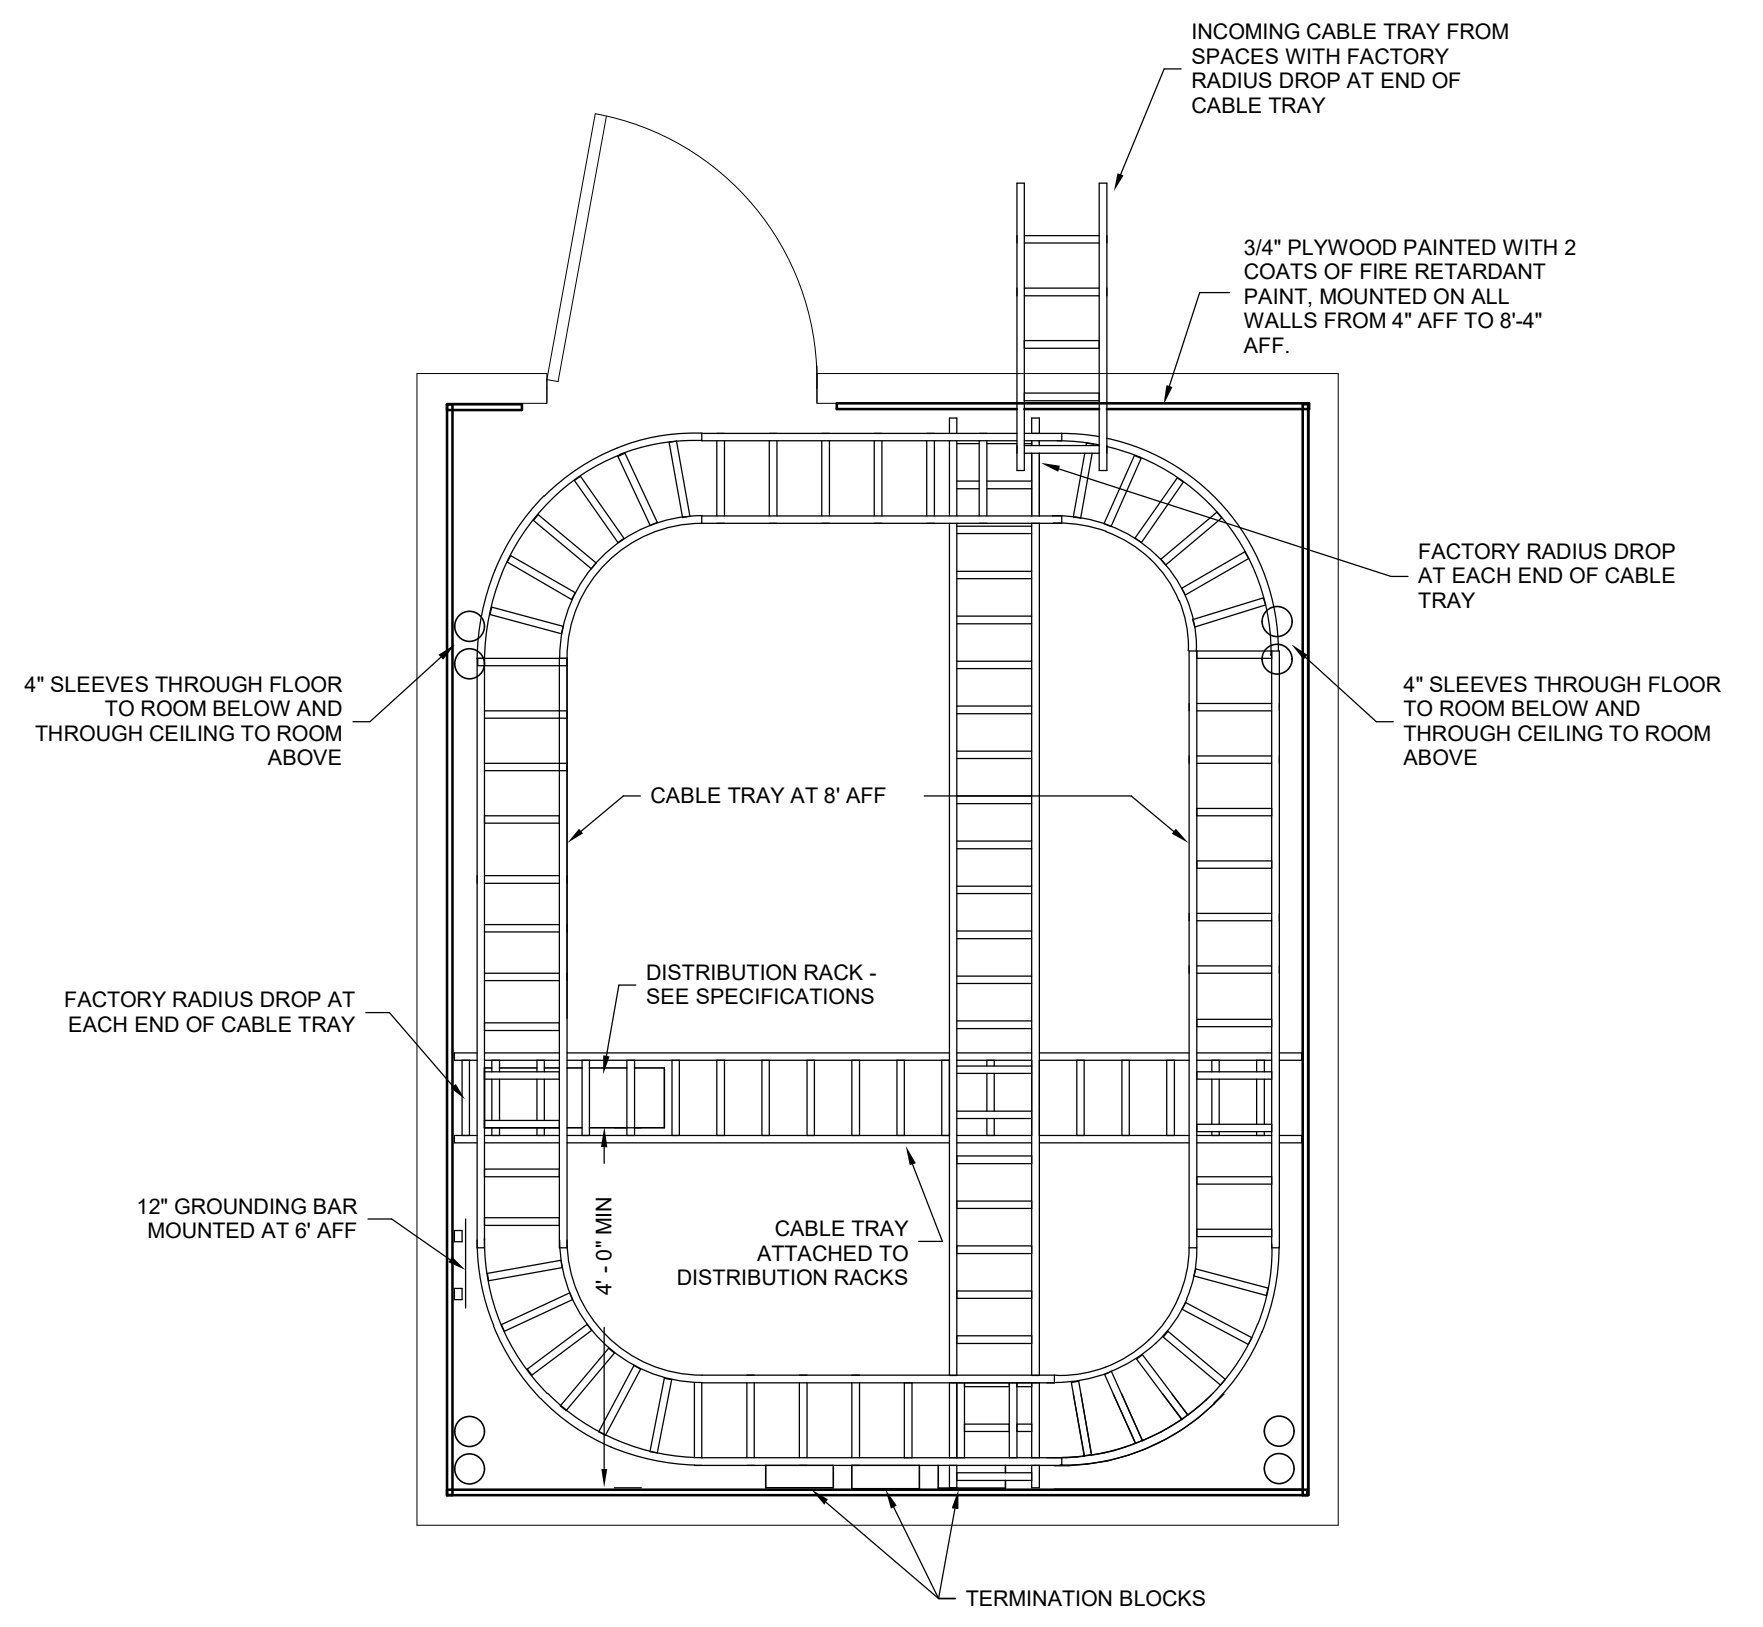 INCOMING CABLE TRAY FROM
SPACES WITH FACTORY
RADIUS DROP AT END OF
CABLE TRAY
3/4" PLYWOOD PAINTED WITH 2
COATS OF FIRE RETARDANT
PAINT, MOUNTED ON ALL
WALLS FROM 4" AFF TO 8'-4"
AFF.
FACTORY RADIUS DROP
AT EACH END OF CABLE
TRAY
4" SLEEVES THROUGH FLOOR
TO ROOM BELOW AND
THROUGH CEILING TO ROOM
ABOVE
4" SLEEVES THROUGH FLOOR
TO ROOM BELOW AND
THROUGH CEILING TO ROOM
ABOVE
CABLE TRAY AT 8' AFF
DISTRIBUTION RACK -
SEE SPECIFICATIONS
FACTORY RADIUS DROP AT
EACH END OF CABLE TRAY
12" GROUNDING BAR
MOUNTED AT 6' AFF
4' - 0" MIN
CABLE TRAY
ATTACHED TO
DISTRIBUTION RACKS
TERMINATION BLOCKS